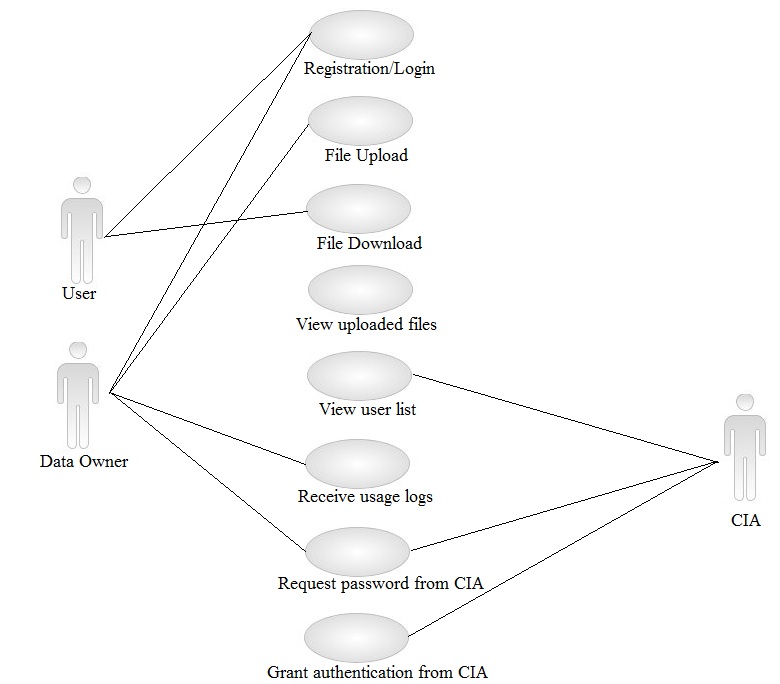 Registration/Login
File Upload
File Download
User
View uploaded files
View user list
Data Owner
Receive usage logs
CIA
Request password from CIA
Grant authentication from CIA